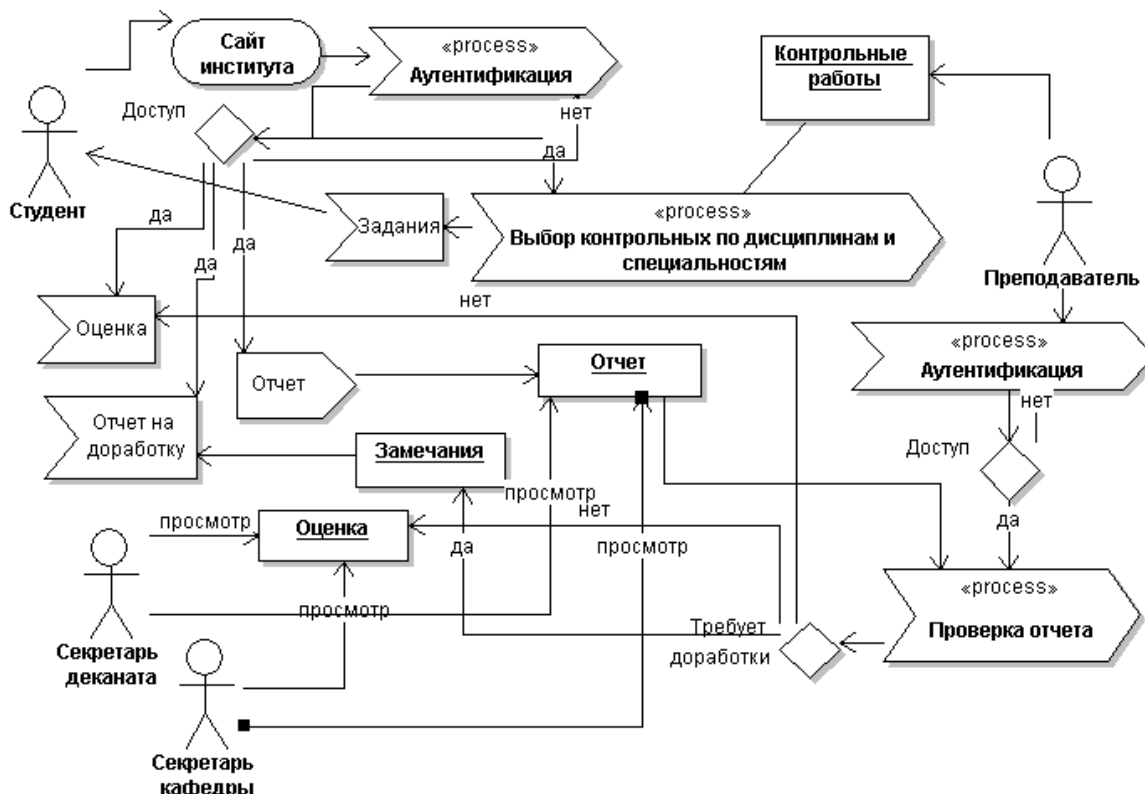 Сайт
института
«process»
Аутентификация
Контрольные
работы
Доступ
нет
да
Студент
«process»
Выбор контрольных по дисциплинам и
специальностям
Задания
да
да
да
Преподаватель
нет
Оценка
«process»
Аутентификация
Отчет
Отчет
нет
Отчет на
доработку
Замечания
Доступ
просмотр
нет
да
просмотр
Оценка
да
просмотр
«process»
Проверка отчета
просмотр
Требует
доработки
Секретарь
деканата
Секретарь
кафедры